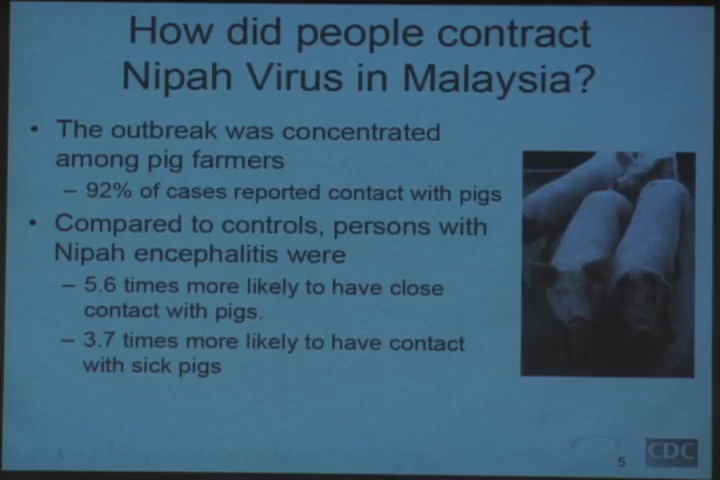 How did people contract
Nipah Virus in Malaysia?
• The outbreak was concentrated
among pig farmers
– 92% of cases reported contact with pigs
• Compared to controls, persons with
Nipah encephalitis were
– 5.6 times more likely to have close
contact with pigs.
– 3.7 times more likely to have contact
with sick pigs
5
CDC